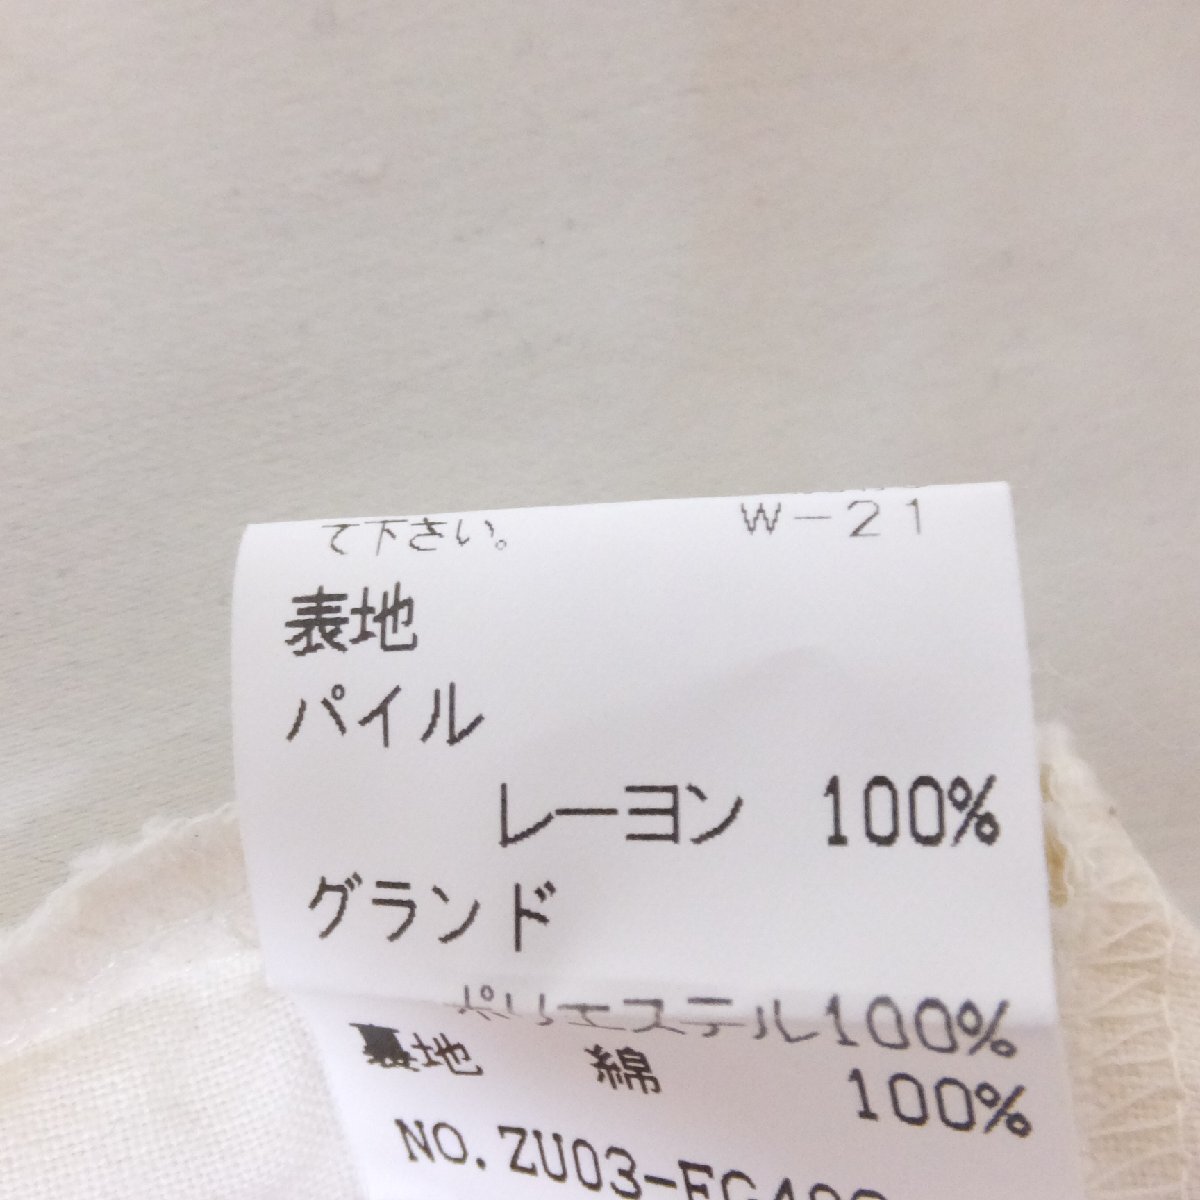 て下さい。 W-21
表地
パイル
レーヨン 100%
グランド
ポリエステル100%
裏地 綿 100%